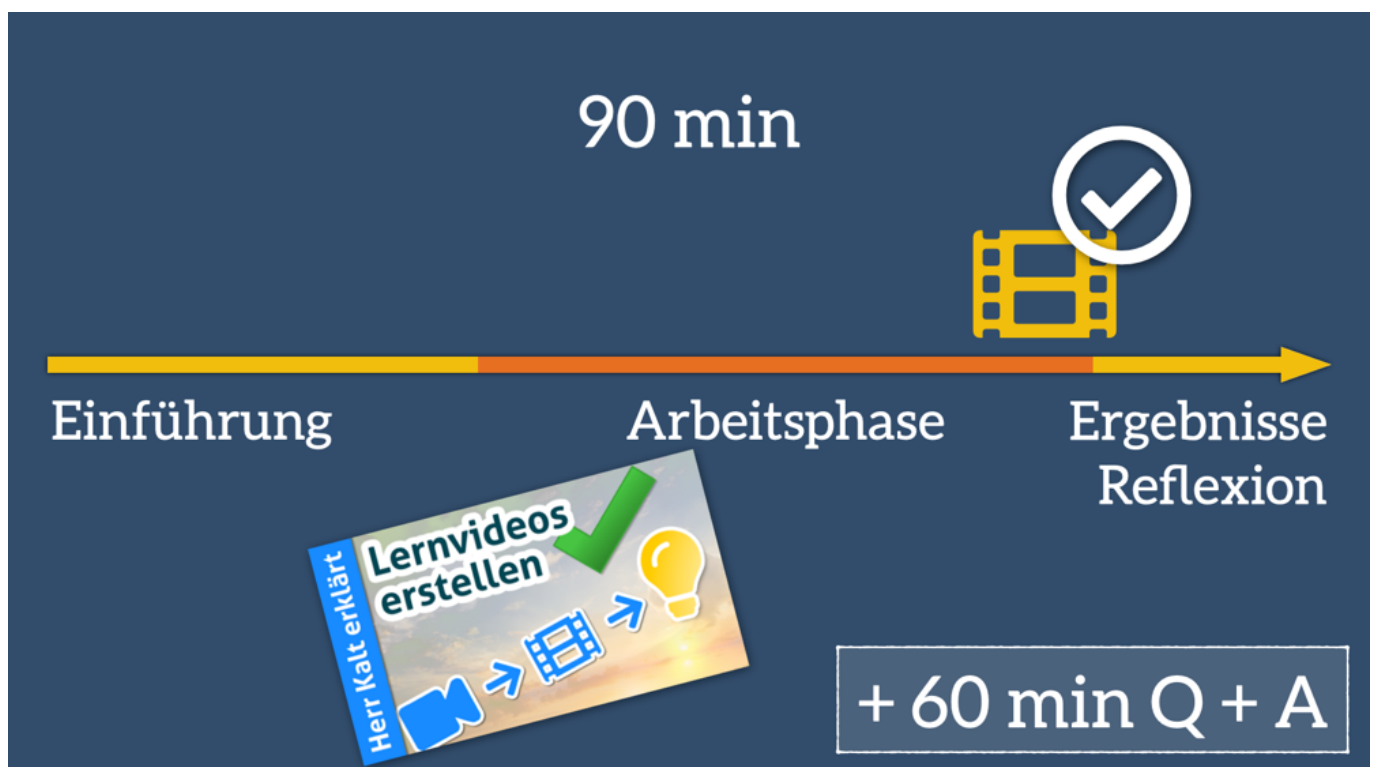 90 min
Einführung
Arbeitsphase
Ergebnisse
Reflexion
Herr Kalt erklärt
Lernvideos
erstellen
+ 60 min Q + A